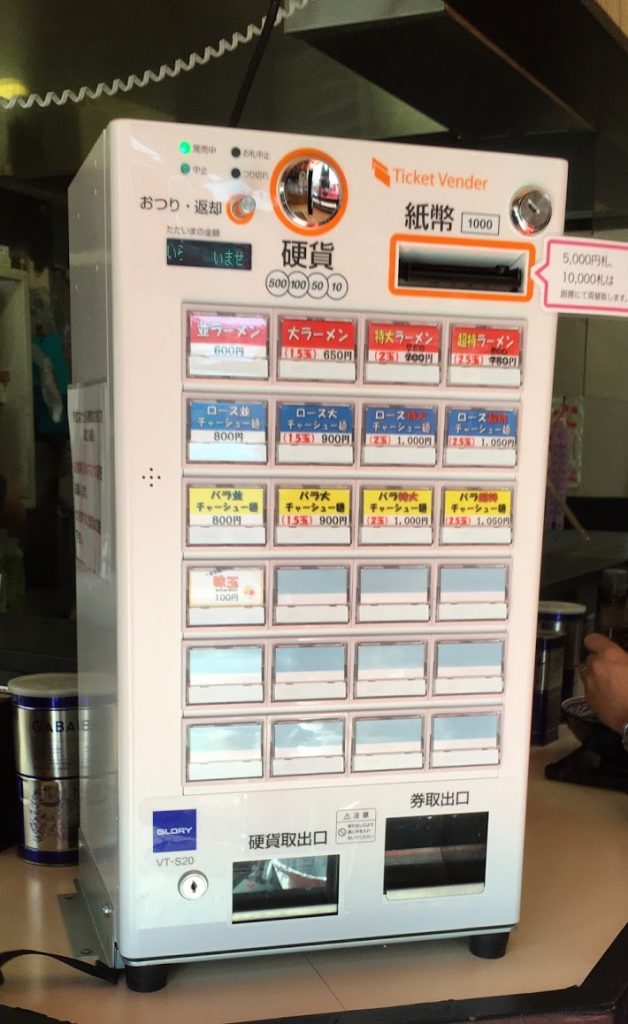 発売中
お札中止
中止
つり切れ
Ticket Vender
おつり・返却
紙幣 1000
ただいまの金額
いませ
硬貨
500 100 50 10
5,000円札、
10,000札は
厨房にて両替致します。
並ラーメン
600円
大ラーメン
(1.5玉) 650円
特大ラーメン
750
(2玉) 700円
超特ラーメン
800
(2.5玉) 750円
ロース並
チャーシュー麺
800円
ロース大
チャーシュー麺
(1.5玉) 900円
ロース特大
チャーシュー麺
(2玉) 1,000円
ロース超特
チャーシュー麺
(2.5玉) 1,050円
バラ並
チャーシュー麺
800円
バラ大
チャーシュー麺
(1.5玉) 900円
バラ特大
チャーシュー麺
(2玉) 1,000円
バラ超特
チャーシュー麺
(2.5玉) 1,050円
味玉
100円
GABAN
GLORY
VT-S20
硬貨取出口
注意
券取出口